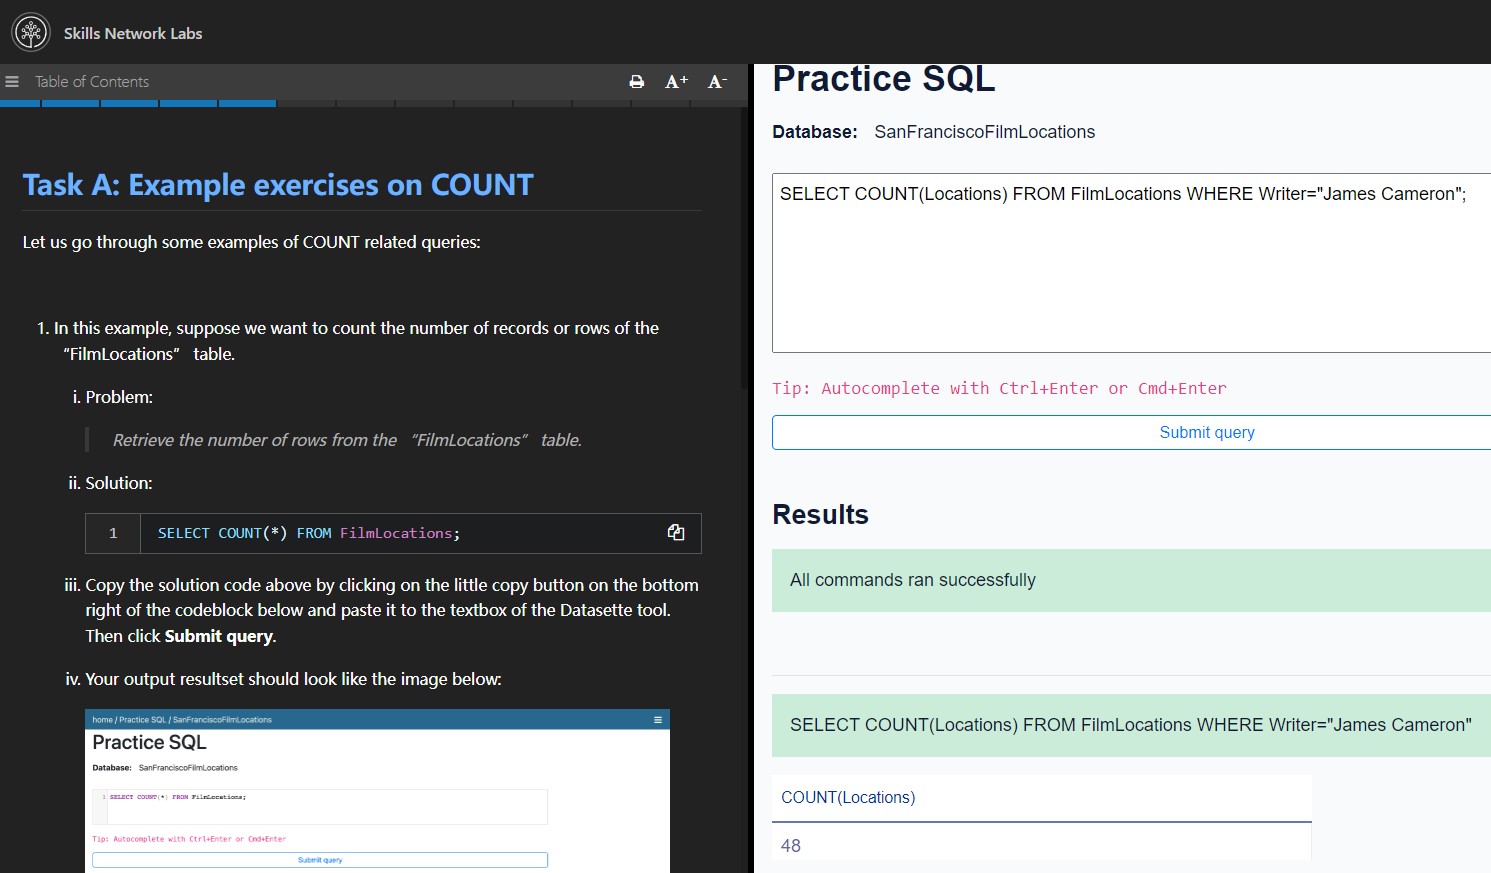 Skills Network Labs
Table of Contents
A+ A-
Task A: Example exercises on COUNT
Let us go through some examples of COUNT related queries:
1. In this example, suppose we want to count the number of records or rows of the
“FilmLocations” table.
i. Problem:
Retrieve the number of rows from the “FilmLocations” table.
ii. Solution:
1 SELECT COUNT(*) FROM FilmLocations;
iii. Copy the solution code above by clicking on the little copy button on the bottom
right of the codeblock below and paste it to the textbox of the Datasette tool.
Then click Submit query.
iv. Your output resultset should look like the image below:
home / Practice SQL / SanFranciscoFilmLocations
Practice SQL
Database: SanFranciscoFilmLocations
1 SELECT COUNT(*) FROM FilmLocations;
Tip: Autocomplete with Ctrl+Enter or Cmd+Enter
Submit query
Practice SQL
Database: SanFranciscoFilmLocations
SELECT COUNT(Locations) FROM FilmLocations WHERE Writer="James Cameron";
Tip: Autocomplete with Ctrl+Enter or Cmd+Enter
Submit query
Results
All commands ran successfully
SELECT COUNT(Locations) FROM FilmLocations WHERE Writer="James Cameron"
COUNT(Locations)
48